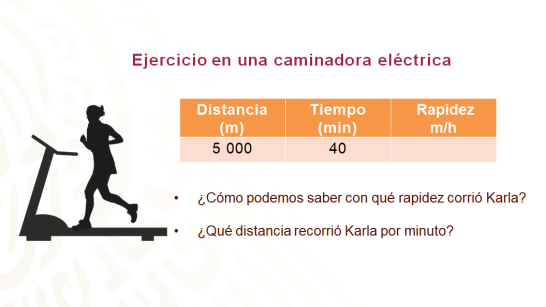 Ejercicio en una caminadora eléctrica
Distancia Tiempo Rapidez
(m) (min) m/h
5 000 40
• ¿Cómo podemos saber con qué rapidez corrió Karla?
• ¿Qué distancia recorrió Karla por minuto?